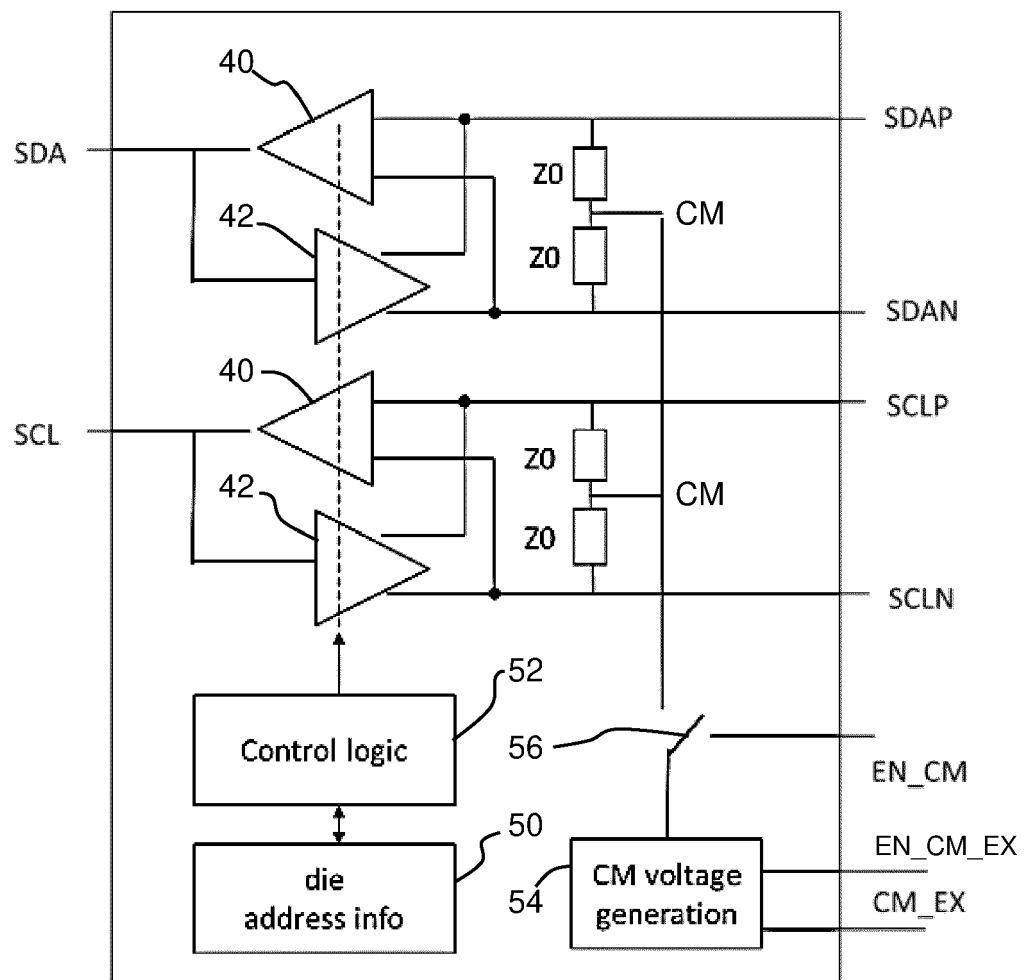 40
SDAP
SDA
Z0
CM
42
Z0
SDAN
40
SCLP
SCL
Z0
CM
42
Z0
SCLN
52
Control logic
56
EN_CM
50
EN_CM_EX
die
address info
54
CM voltage
generation
CM_EX